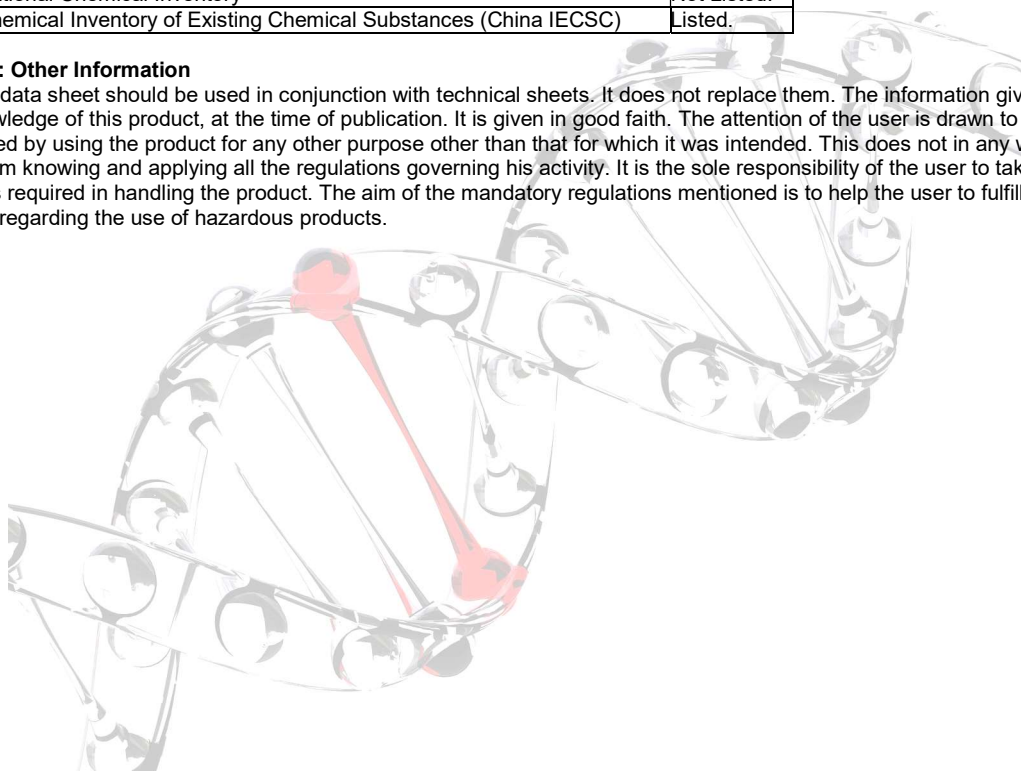 emical Inventory of Existing Chemical Substances (China IECSC) Listed.
: Other Information
data sheet should be used in conjunction with technical sheets. It does not replace them. The information giv
ledge of this product, at the time of publication. It is given in good faith. The attention of the user is drawn to
ed by using the product for any other purpose other than that for which it was intended. This does not in any
m knowing and applying all the regulations governing his activity. It is the sole responsibility of the user to tak
required in handling the product. The aim of the mandatory regulations mentioned is to help the user to fulfil
regarding the use of hazardous products.